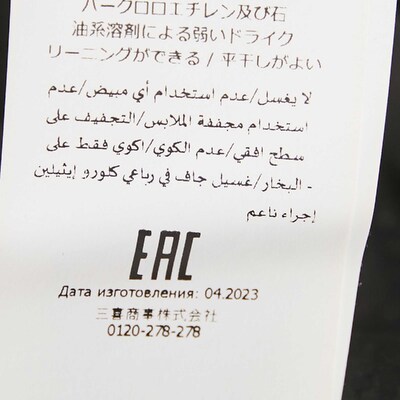 パークロロエチレン及び石
油系溶剤による弱いドライク
リーニングができる / 平干しがよい
لا يغسل/عدم استخدام أي مبيض/عدم
استخدام مجففة الملابس/التجفيف على
سطح افقي/عدم الكوي/اكوي فقط على
- البخار/غسيل جاف في رباعي كلورو إيثيلين
إجراء ناعم
EAC
Дата изготовления: 04.2023
三喜商事株式会社
0120-278-278